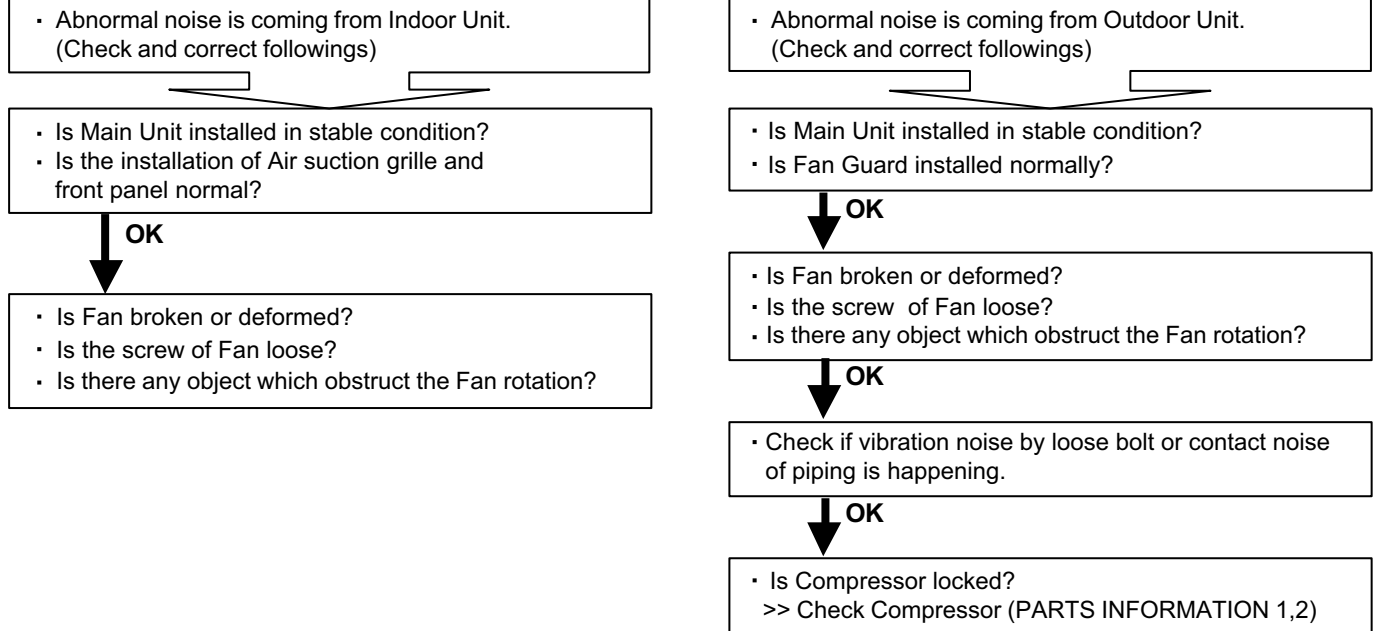 ・ Abnormal noise is coming from Indoor Unit.
(Check and correct followings)
・ Is Main Unit installed in stable condition?
・ Is the installation of Air suction grille and
front panel normal?
OK
・ Is Fan broken or deformed?
・ Is the screw of Fan loose?
・ Is there any object which obstruct the Fan rotation?
・ Abnormal noise is coming from Outdoor Unit.
(Check and correct followings)
・ Is Main Unit installed in stable condition?
・ Is Fan Guard installed normally?
OK
・ Is Fan broken or deformed?
・ Is the screw of Fan loose?
・ Is there any object which obstruct the Fan rotation?
OK
・ Check if vibration noise by loose bolt or contact noise
of piping is happening.
OK
・ Is Compressor locked?
>> Check Compressor (PARTS INFORMATION 1,2)